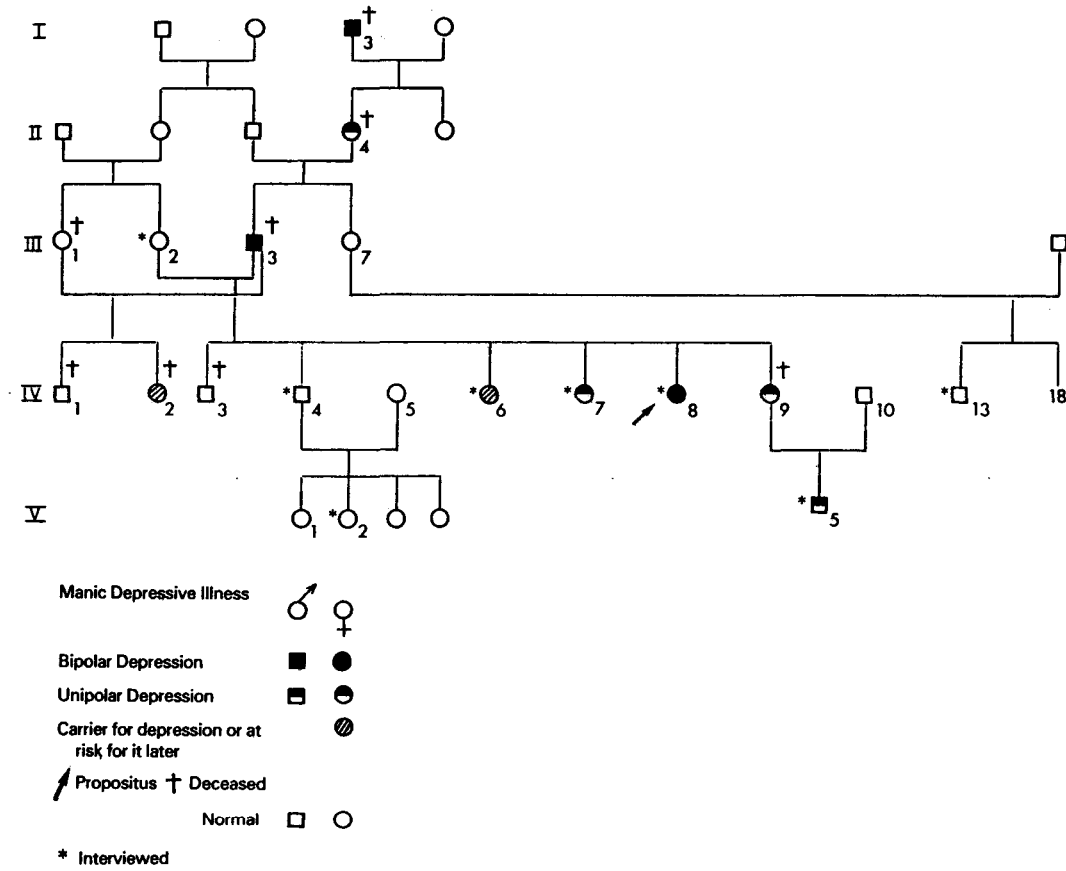 I
†
3
II
†
4
III
†
1
*
2
†
3
7
IV
†
1
†
2
†
3
*
4
5
*
6
*
7
*
8
†
9
10
*
13
18
V
1
*
2
*
5
Manic Depressive Illness
Bipolar Depression
Unipolar Depression
Carrier for depression or at
risk for it later
Propositus † Deceased
Normal
* Interviewed